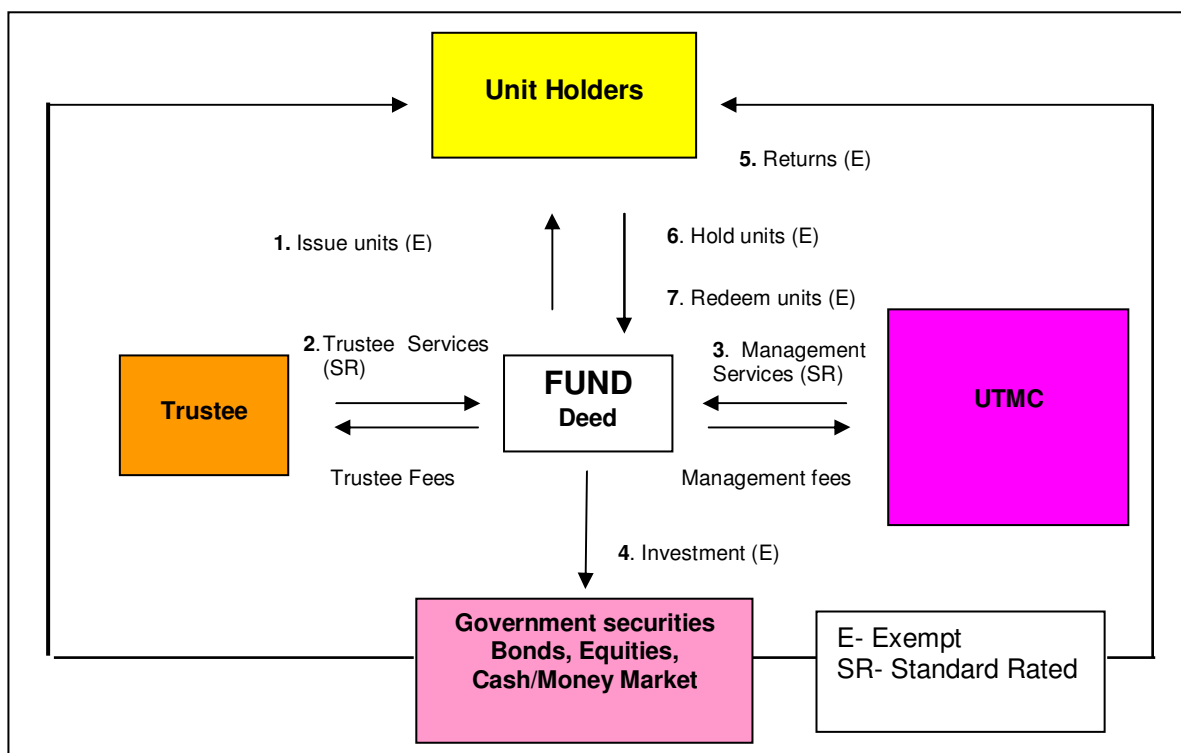 Unit Holders
5. Returns (E)
1. Issue units (E)
6. Hold units (E)
7. Redeem units (E)
2.Trustee Services
(SR)
3. Management
Services (SR)
Trustee
FUND
Deed
UTMC
Trustee Fees
Management fees
4. Investment (E)
Government securities
Bonds, Equities,
Cash/Money Market
E- Exempt
SR- Standard Rated